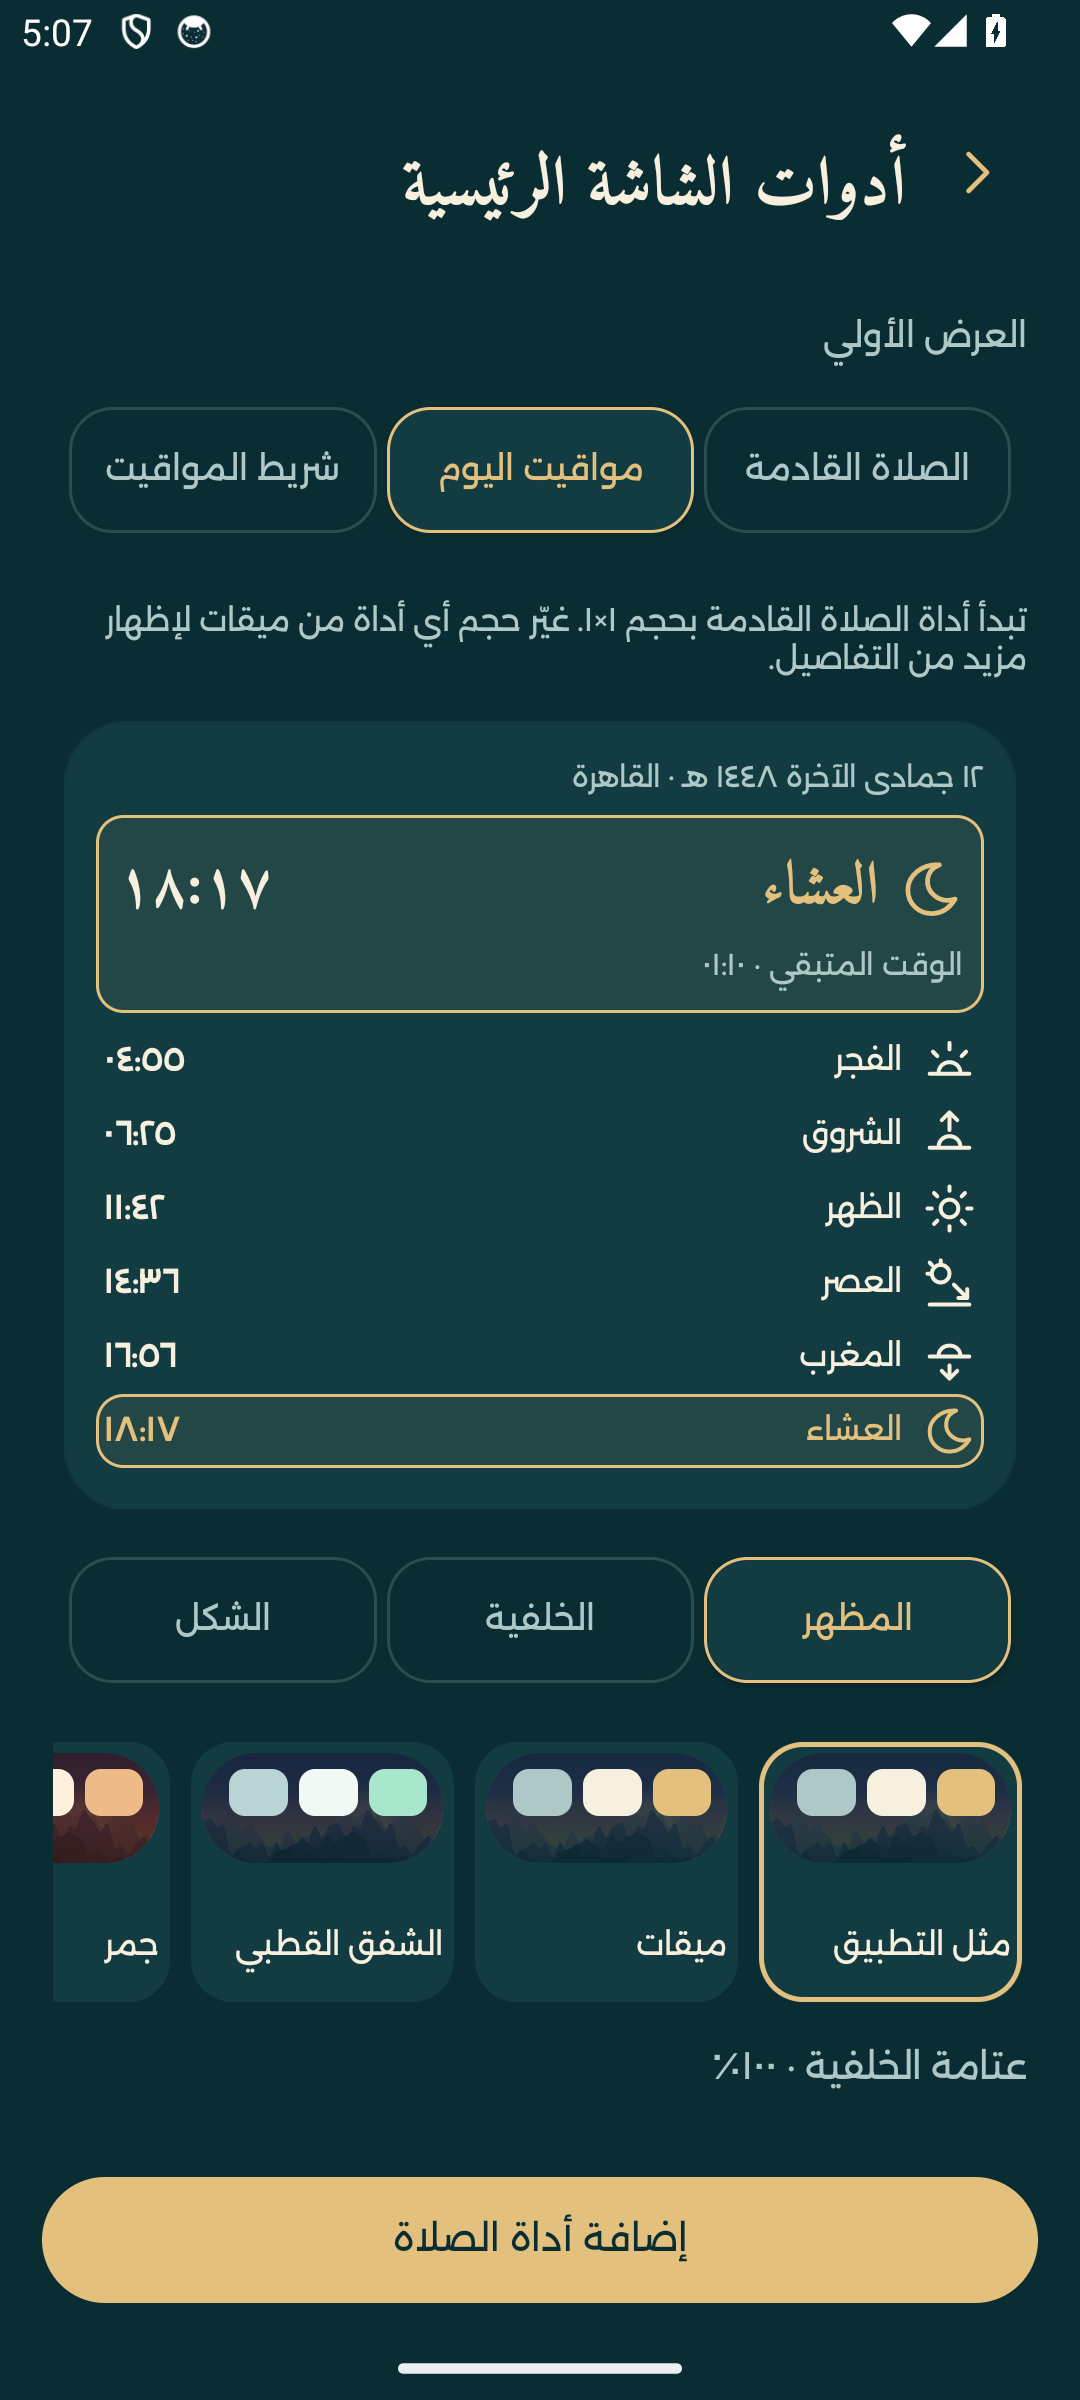 5:07
أدوات الشاشة الرئيسية
العرض الأولي
الصلاة القادمة
مواقيت اليوم
شريط المواقيت
تبدأ أداة الصلاة القادمة بحجم ١×١. غيّر حجم أي أداة من ميقات لإظهار
مزيد من التفاصيل.
١٢ جمادى الآخرة ١٤٤٨ هـ · القاهرة
العشاء ١٨:١٧
الوقت المتبقي · ٠١:١٠
الفجر ٠٤:٥٥
الشروق ٠٦:٢٥
الظهر ١١:٤٢
العصر ١٤:٣٦
المغرب ١٦:٥٦
العشاء ١٨:١٧
المظهر
الخلفية
الشكل
مثل التطبيق
ميقات
الشفق القطبي
جمر
عتامة الخلفية · ١٠٠٪
إضافة أداة الصلاة